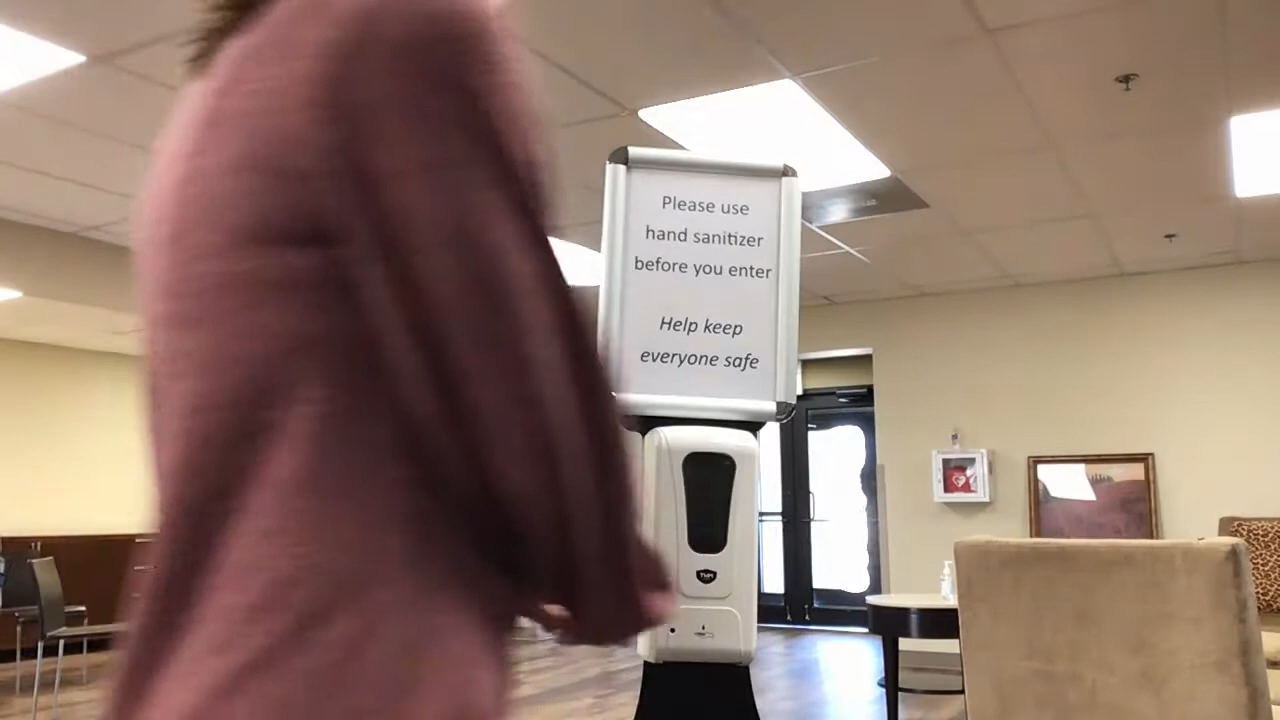 Please use
hand sanitizer
before you enter
Help keep
everyone safe